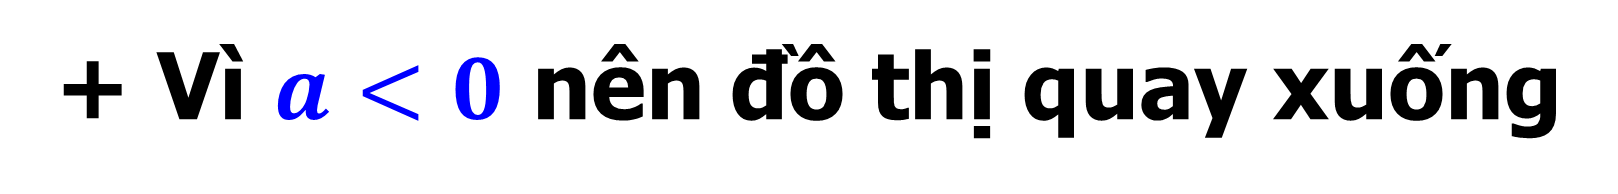 + Vì a < 0 nên đồ thị quay xuống